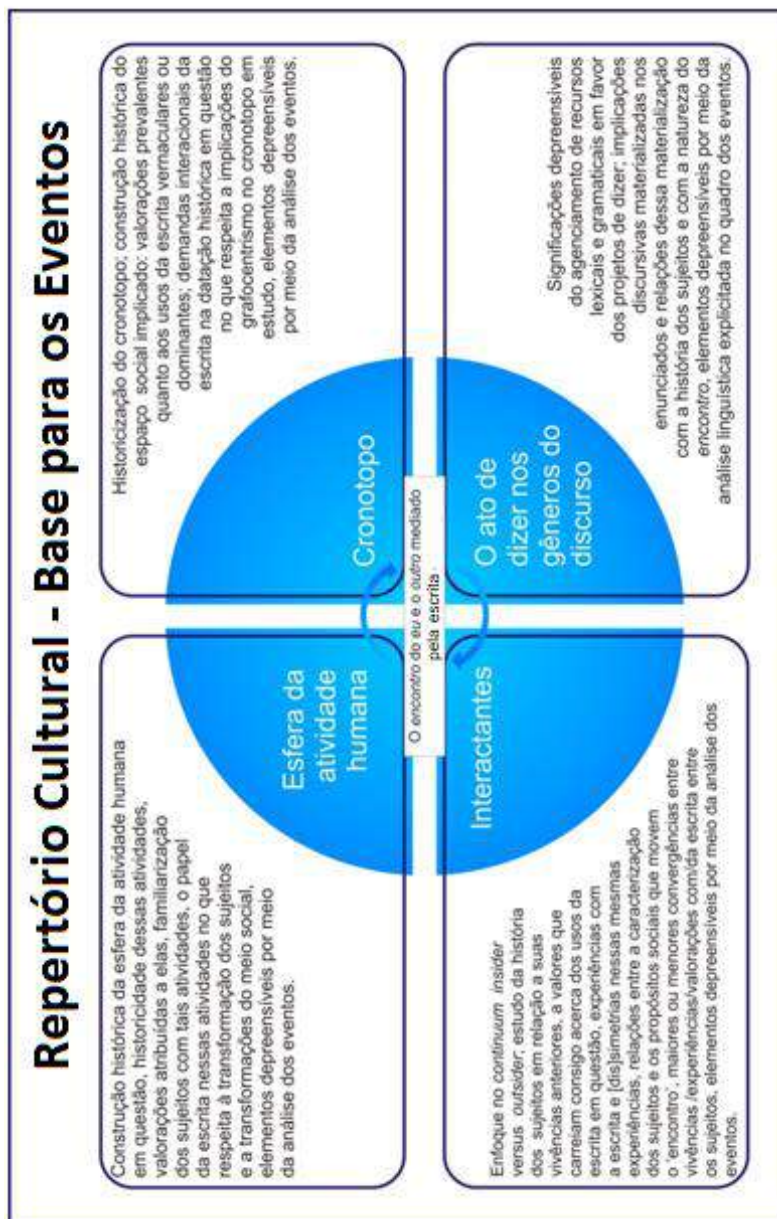 Repertório Cultural - Base para os Eventos
Construção histórica da esfera da atividade humana
em questão, historicidade dessas atividades,
valorações atribuídas a elas, familiarização
dos sujeitos com tais atividades, o papel
da escrita nessas atividades no que
respeita à transformação dos sujeitos
e a transformações do meio social,
elementos depreensíveis por meio
da análise dos eventos.
Esfera da
atividade
humana
Historicização do cronotopo; construção histórica do
espaço social implicado: valorações prevalentes
quanto aos usos da escrita vernaculares ou
dominantes; demandas interacionais da
escrita na datação histórica em questão
no que respeita a implicações do
grafocentrismo no cronotopo em
estudo, elementos depreensíveis
por meio da análise dos eventos.
Cronotopo
O encontro do eu e o outro mediado
pela escrita
Interactantes
Enfoque no continuum insider
versus outsider; estudo da história
dos sujeitos em relação a suas
vivências anteriores, a valores que
carreiam consigo acerca dos usos da
escrita em questão, experiências com
a escrita e [dis]simetrias nessas mesmas
experiências, relações entre a caracterização
dos sujeitos e os propósitos sociais que movem
o 'encontro', maiores ou menores convergências entre
vivências /experiências/valorações com/da escrita entre
os sujeitos, elementos depreensíveis por meio da análise dos
eventos.
O ato de
dizer nos
gêneros do
discurso
Significações depreensíveis
do agenciamento de recursos
lexicais e gramaticais em favor
dos projetos de dizer; implicações
discursivas materializadas nos
enunciados e relações dessa materialização
com a história dos sujeitos e com a natureza do
encontro, elementos depreensíveis por meio da
análise linguística explicitada no quadro dos eventos.